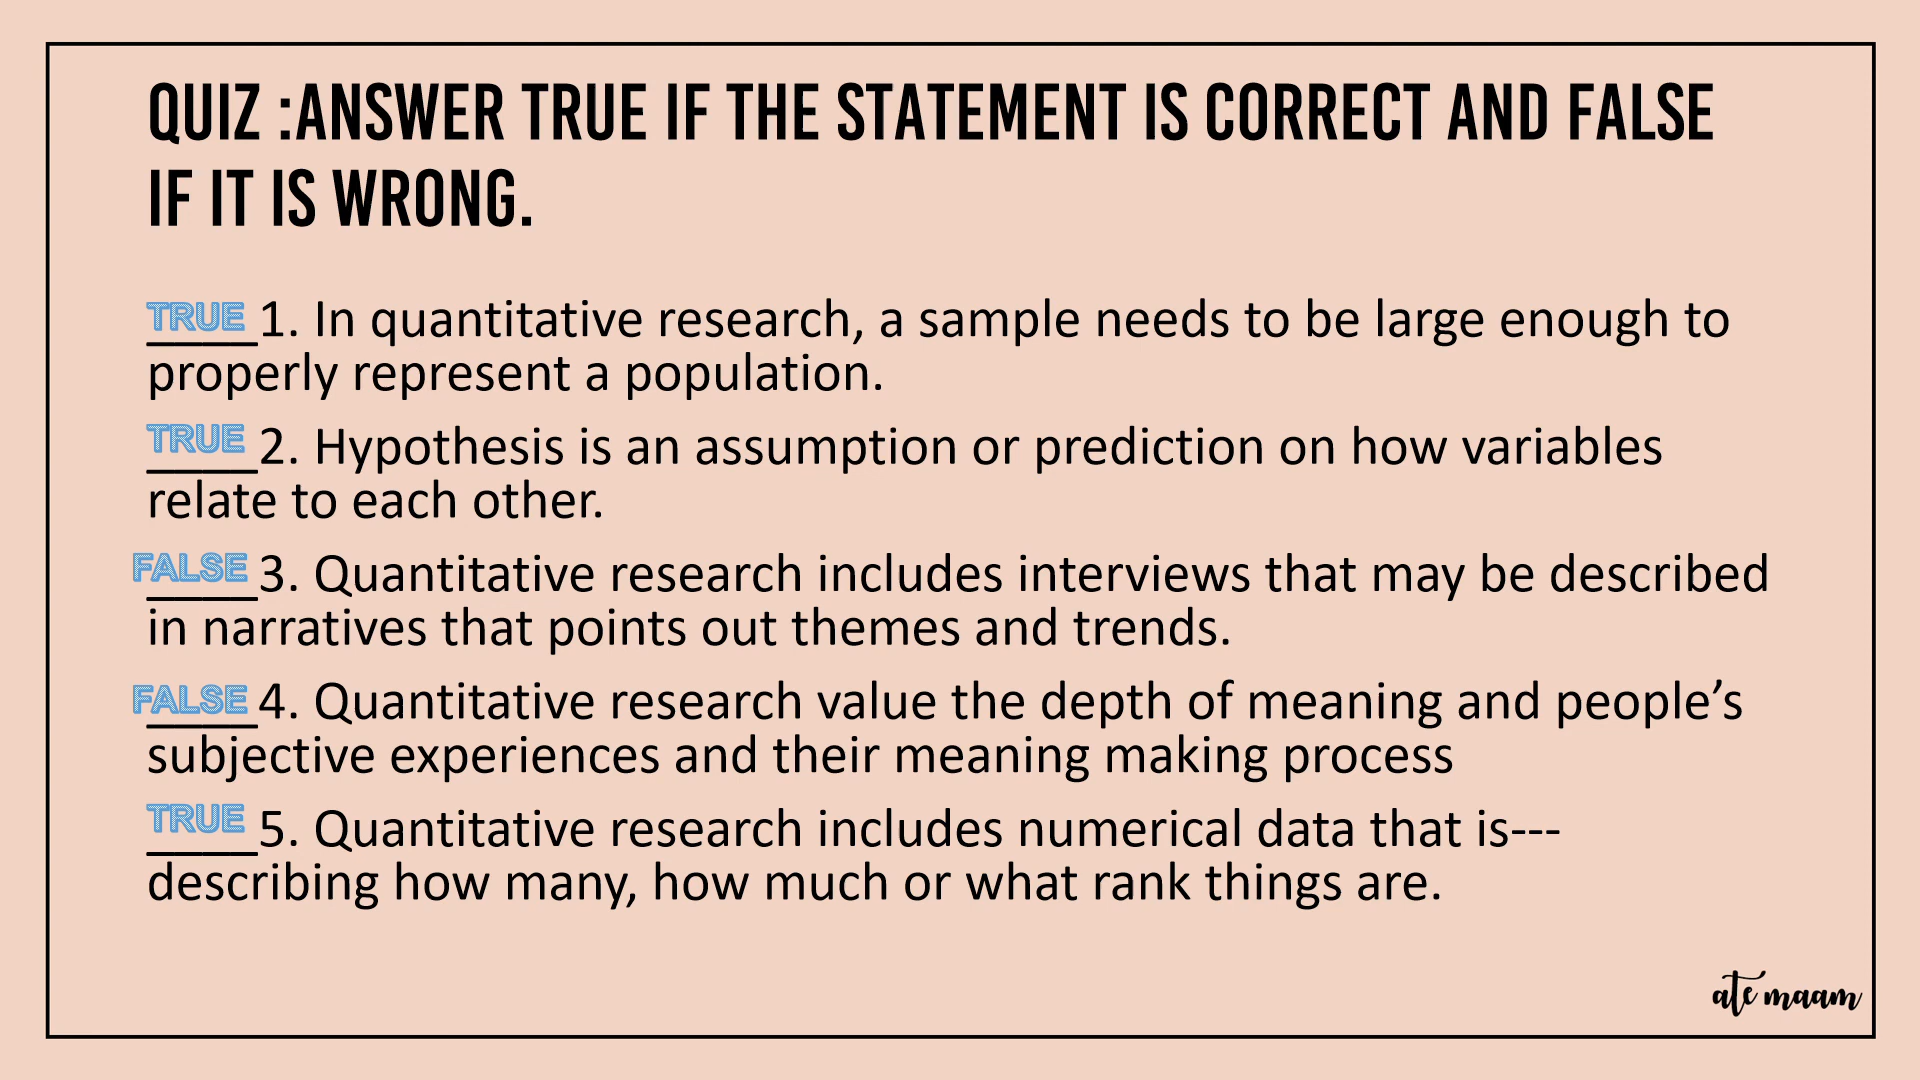 QUIZ :ANSWER TRUE IF THE STATEMENT IS CORRECT AND FALSE
IF IT IS WRONG.
TRUE ____1. In quantitative research, a sample needs to be large enough to
properly represent a population.
TRUE ____2. Hypothesis is an assumption or prediction on how variables
relate to each other.
FALSE ____3. Quantitative research includes interviews that may be described
in narratives that points out themes and trends.
FALSE ____4. Quantitative research value the depth of meaning and people’s
subjective experiences and their meaning making process
TRUE ____5. Quantitative research includes numerical data that is---
describing how many, how much or what rank things are.
ate maam